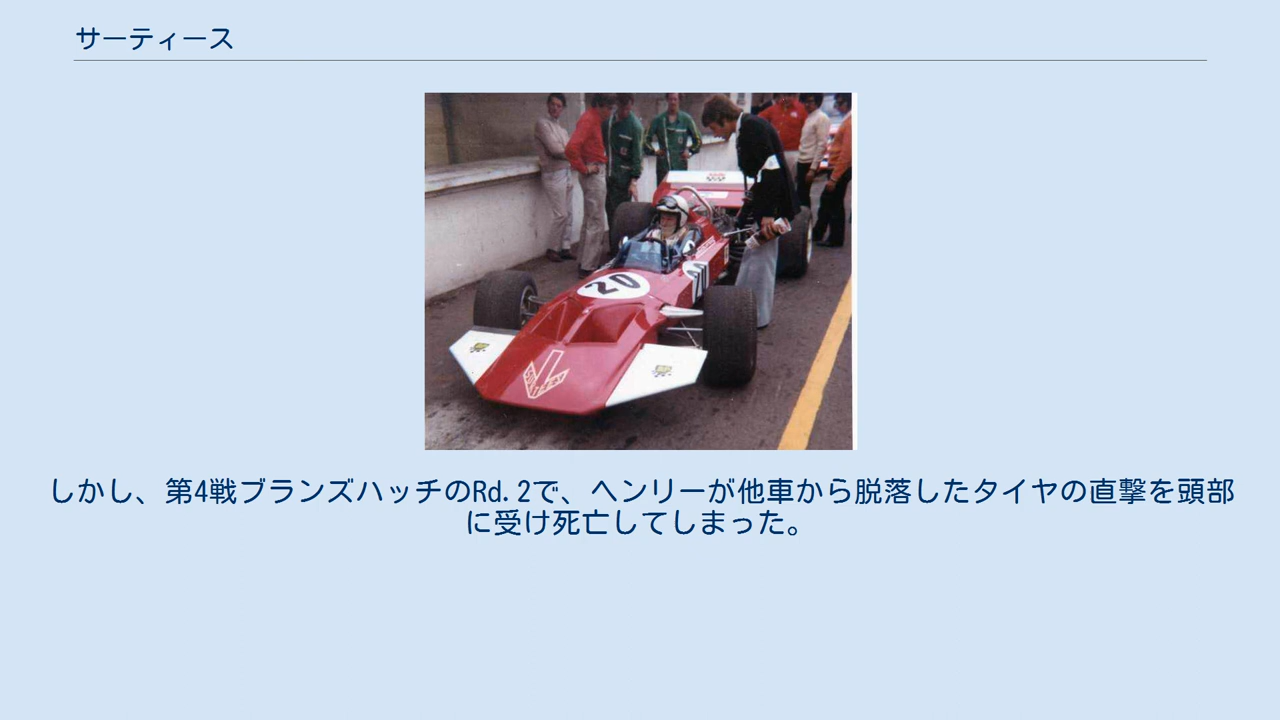 サーティース
20
しかし、第4戦ブランズハッチのRd.2で、ヘンリーが他車から脱落したタイヤの直撃を頭部
に受け死亡してしまった。